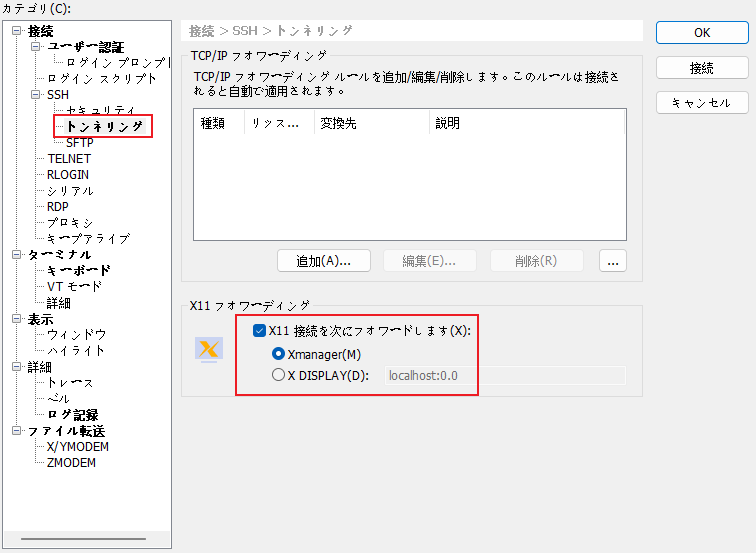 カテゴリ(C):
接続
ユーザー認証
ログイン プロンプト
ログイン スクリプト
SSH
セキュリティ
トンネリング
SFTP
TELNET
RLOGIN
シリアル
RDP
プロキシ
キープアライブ
ターミナル
キーボード
VT モード
詳細
表示
ウィンドウ
ハイライト
詳細
トレース
ベル
ログ記録
ファイル転送
X/YMODEM
ZMODEM
接続 > SSH > トンネリング
TCP/IP フォワーディング
TCP/IP フォワーディング ルールを追加/編集/削除します。このルールは接続さ
れると自動で適用されます。
種類 リッス... 変換先 説明
追加(A)... 編集(E)... 削除(R) ...
X11 フォワーディング
X11 接続を次にフォワードします(X):
Xmanager(M)
X DISPLAY(D): localhost:0.0
OK
接続
キャンセル